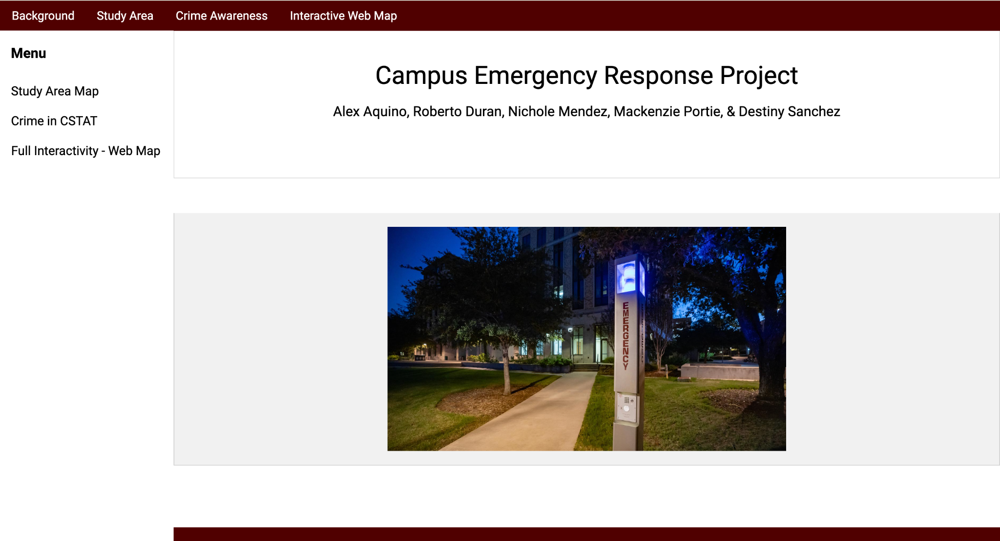 Background Study Area Crime Awareness Interactive Web Map
Menu
Study Area Map
Crime in CSTAT
Full Interactivity - Web Map
Campus Emergency Response Project
Alex Aquino, Roberto Duran, Nichole Mendez, Mackenzie Portie, & Destiny Sanchez
EMERGENCY